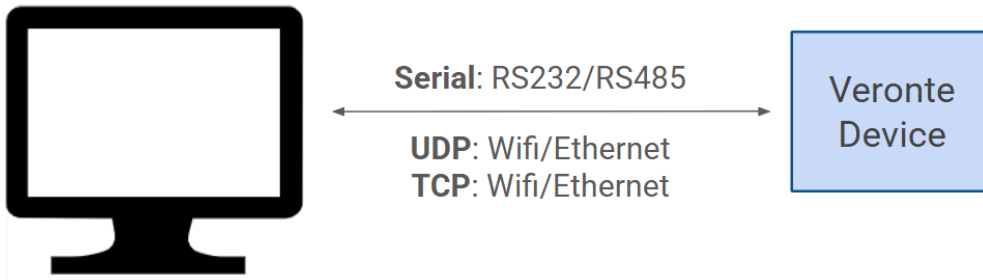 Serial: RS232/RS485
UDP: Wifi/Ethernet
TCP: Wifi/Ethernet
Veronte
Device